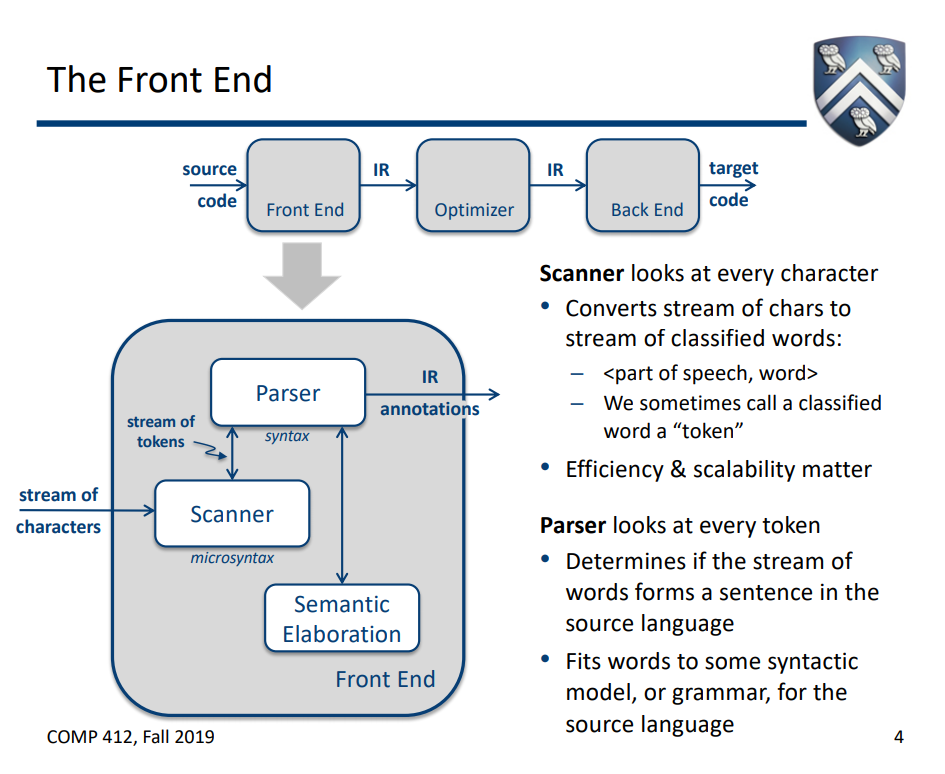 The Front End
source
code
Front End
IR
Optimizer
IR
Back End
target
code
Parser
syntax
IR
annotations
stream of
tokens
stream of
characters
Scanner
microsyntax
Semantic
Elaboration
Front End
Scanner looks at every character
• Converts stream of chars to
stream of classified words:
– <part of speech, word>
– We sometimes call a classified
word a “token”
• Efficiency & scalability matter
Parser looks at every token
• Determines if the stream of
words forms a sentence in the
source language
• Fits words to some syntactic
model, or grammar, for the
source language
COMP 412, Fall 2019
4